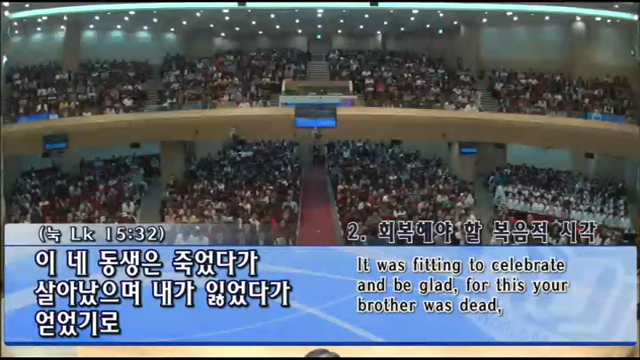 (눅 Lk 15:32)
2. 회복해야 할 복음적 시각
이 네 동생은 죽었다가
살아났으며 내가 잃었다가
얻었기로
It was fitting to celebrate
and be glad, for this your
brother was dead,